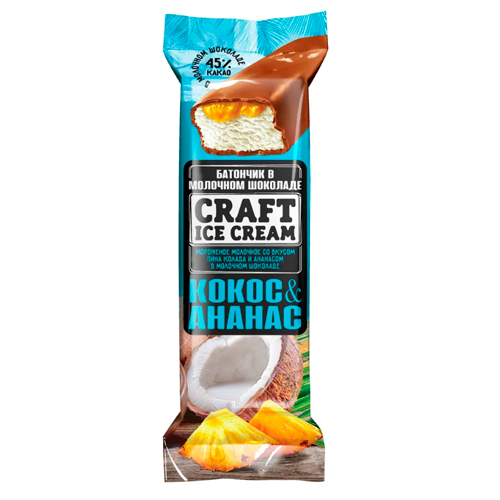 В МОЛОЧНОМ ШОКОЛАДЕ
45%
КАКАО
БАТОНЧИК В
МОЛОЧНОМ ШОКОЛАДЕ
CRAFT
ICE CREAM
МОРОЖЕНОЕ МОЛОЧНОЕ СО ВКУСОМ
ПИНА КОЛАДА И АНАНАСОМ
В МОЛОЧНОМ ШОКОЛАДЕ
КОКОС&
АНАНАС